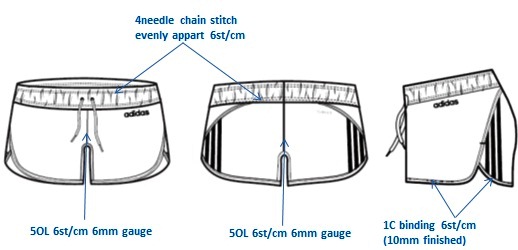 4needle chain stitch
evenly appart 6st/cm
adidas
adidas
5OL 6st/cm 6mm gauge
5OL 6st/cm 6mm gauge
1C binding 6st/cm
(10mm finished)